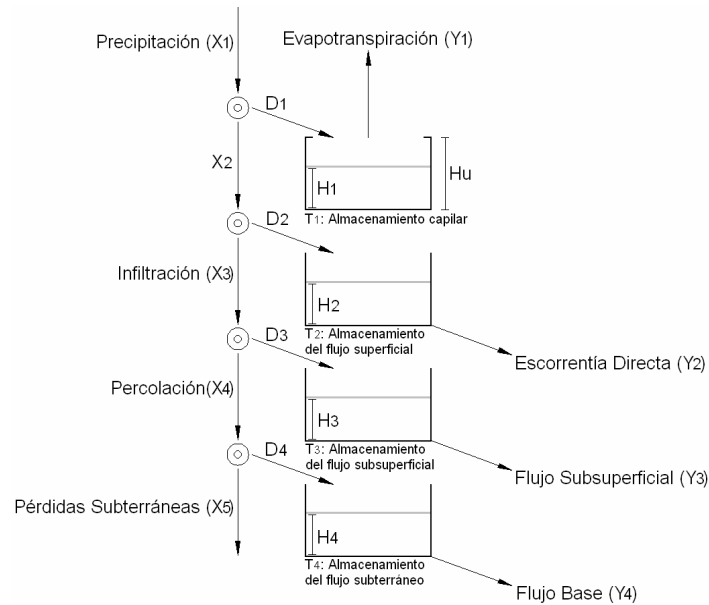 Precipitación (X1)
Evapotranspiración (Y1)
D1
X2
H1
Hu
T1: Almacenamiento capilar
D2
Infiltración (X3)
H2
T2: Almacenamiento
del flujo superficial
D3
Escorrentía Directa (Y2)
Percolación(X4)
H3
T3: Almacenamiento
del flujo subsuperficial
D4
Flujo Subsuperficial (Y3)
Pérdidas Subterráneas (X5)
H4
T4: Almacenamiento
del flujo subterráneo
Flujo Base (Y4)